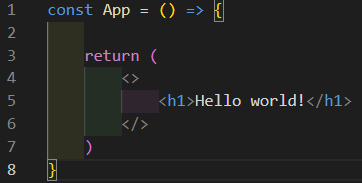 1 const App = () => {
2
3     return (
4         <>
5             <h1>Hello world!</h1>
6         </>
7     )
8 }